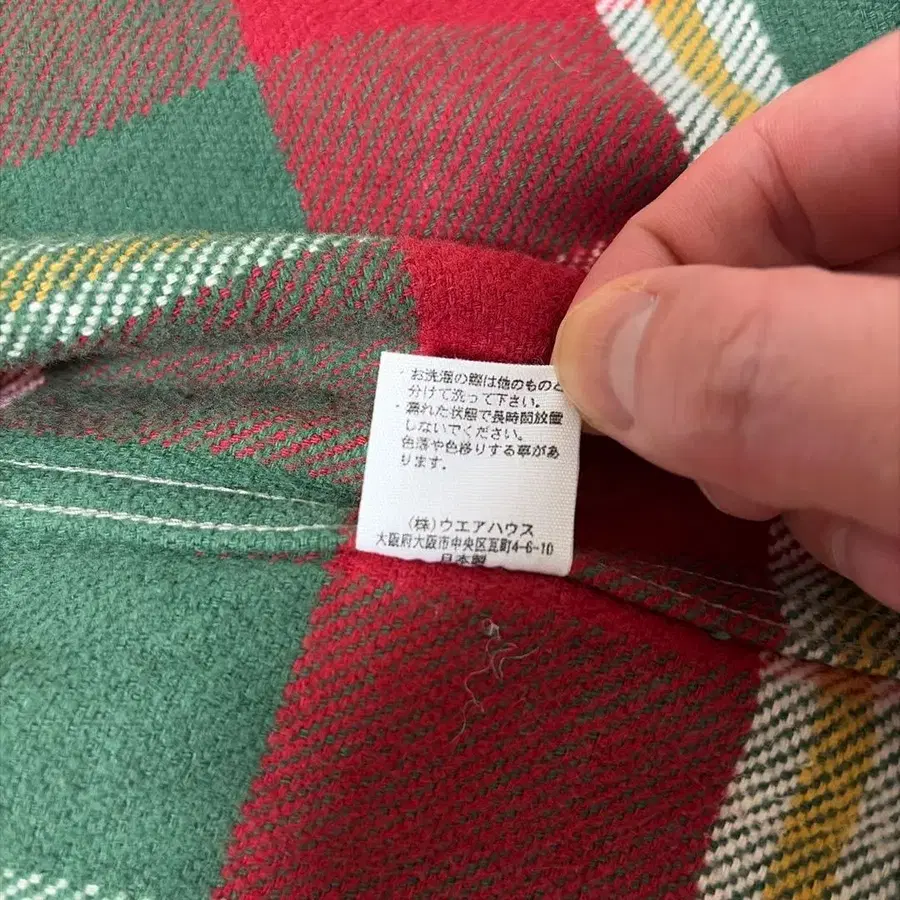 ・お洗濯の際は他のものと
分けて洗って下さい。
・濡れた状態で長時間放置
しないでください。
色落や色移りする事があ
ります。
(株)ウエアハウス
大阪府大阪市中央区瓦町4-6-10
日本製